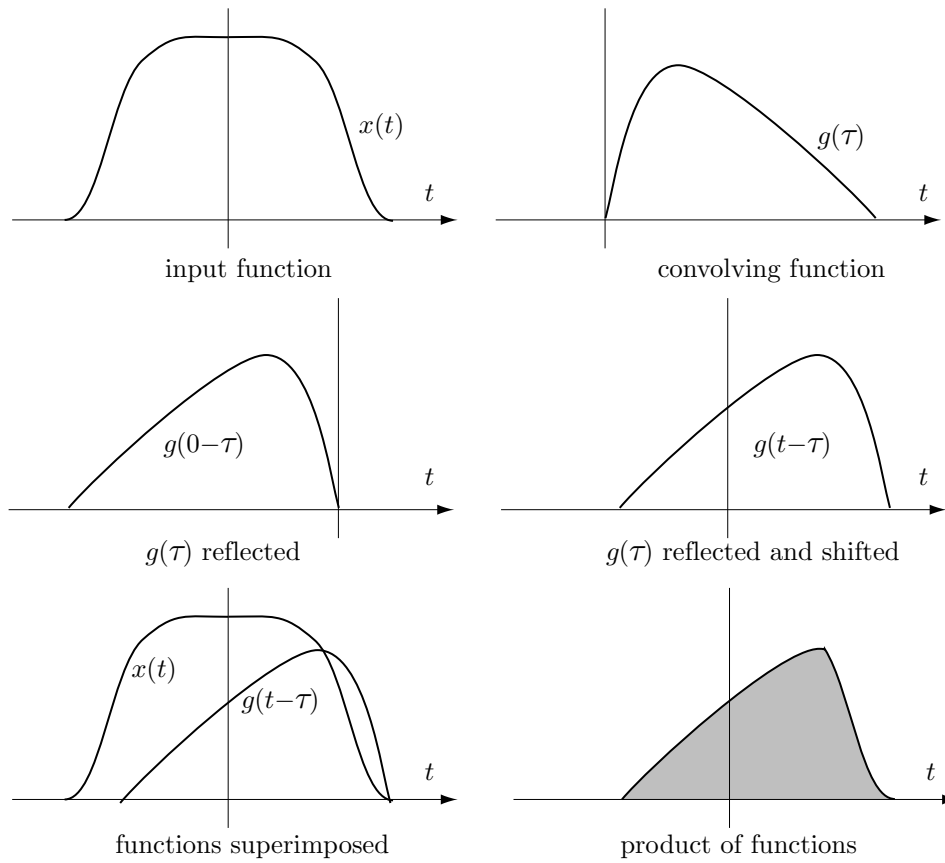 x(t)
t
input function
g(τ)
t
convolving function
g(0−τ)
t
g(τ) reflected
g(t−τ)
t
g(τ) reflected and shifted
x(t)
g(t−τ)
t
functions superimposed
t
product of functions